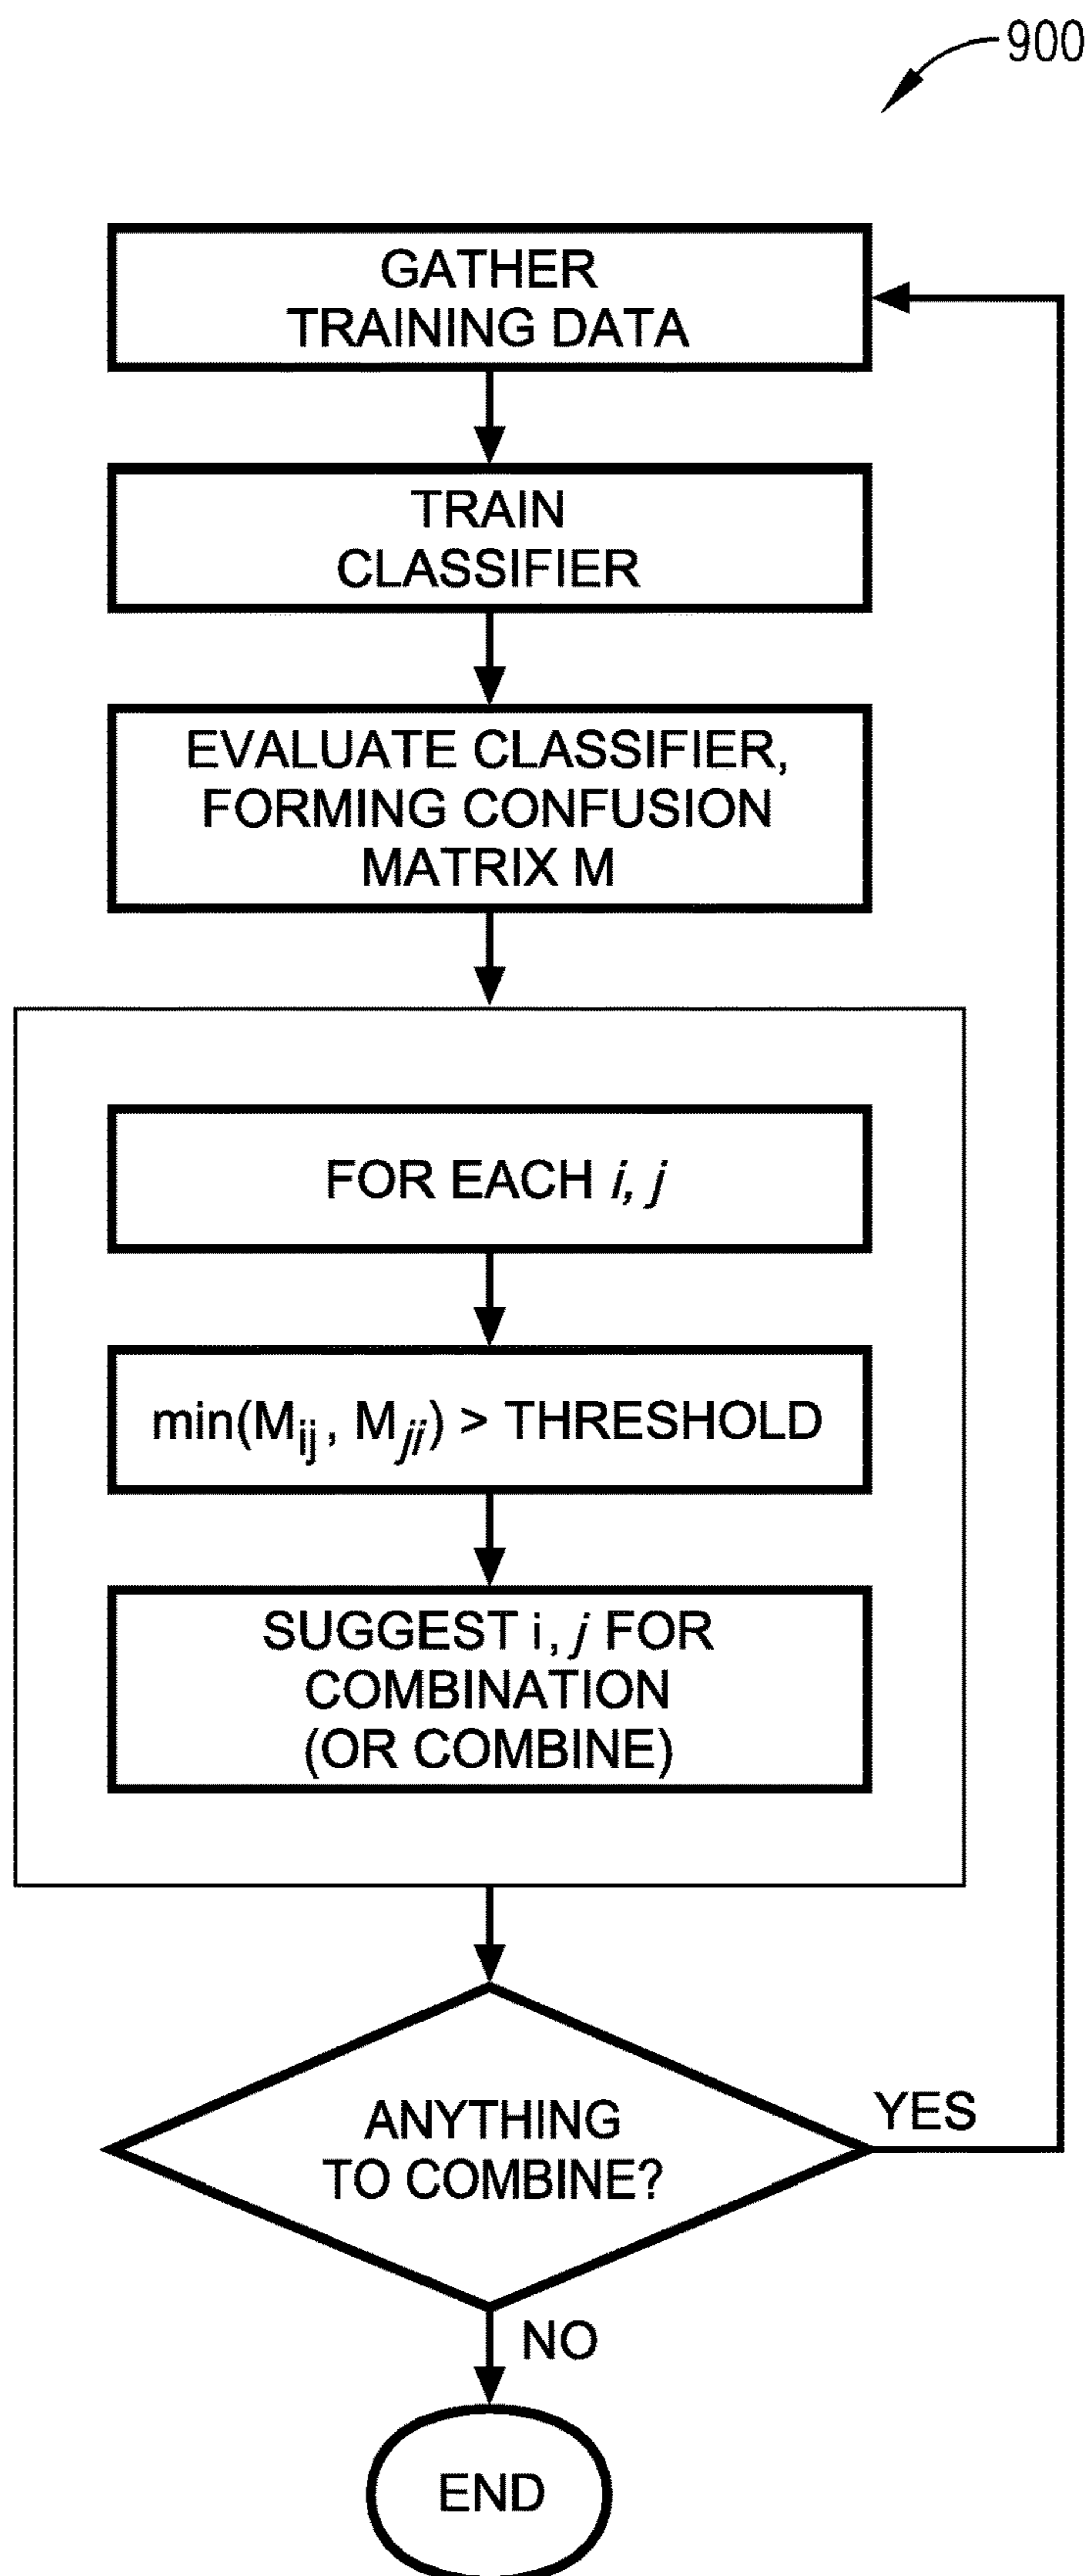 900
GATHER
TRAINING DATA
TRAIN
CLASSIFIER
EVALUATE CLASSIFIER,
FORMING CONFUSION
MATRIX M
FOR EACH i, j
min(Mij, Mji) > THRESHOLD
SUGGEST i, j FOR
COMBINATION
(OR COMBINE)
ANYTHING
TO COMBINE?
YES
NO
END